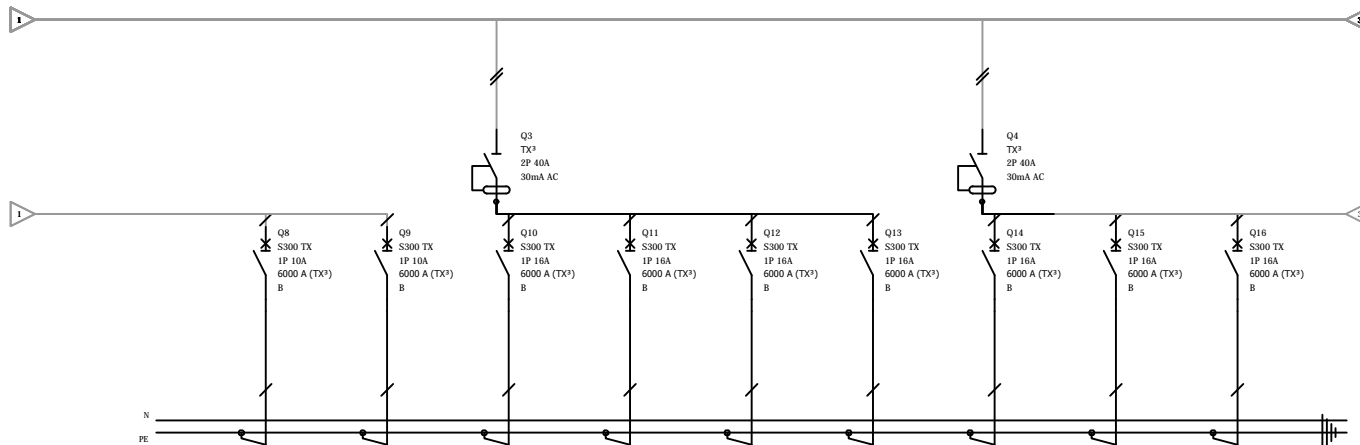 1
Q3
TX³
2P 40A
30mA AC
Q4
TX³
2P 40A
30mA AC
1
Q8
S300 TX
1P 10A
6000 A (TX³)
B
Q9
S300 TX
1P 10A
6000 A (TX³)
B
Q10
S300 TX
1P 16A
6000 A (TX³)
B
Q11
S300 TX
1P 16A
6000 A (TX³)
B
Q12
S300 TX
1P 16A
6000 A (TX³)
B
Q13
S300 TX
1P 16A
6000 A (TX³)
B
Q14
S300 TX
1P 16A
6000 A (TX³)
B
Q15
S300 TX
1P 16A
6000 A (TX³)
B
Q16
S300 TX
1P 16A
6000 A (TX³)
B
N
PE